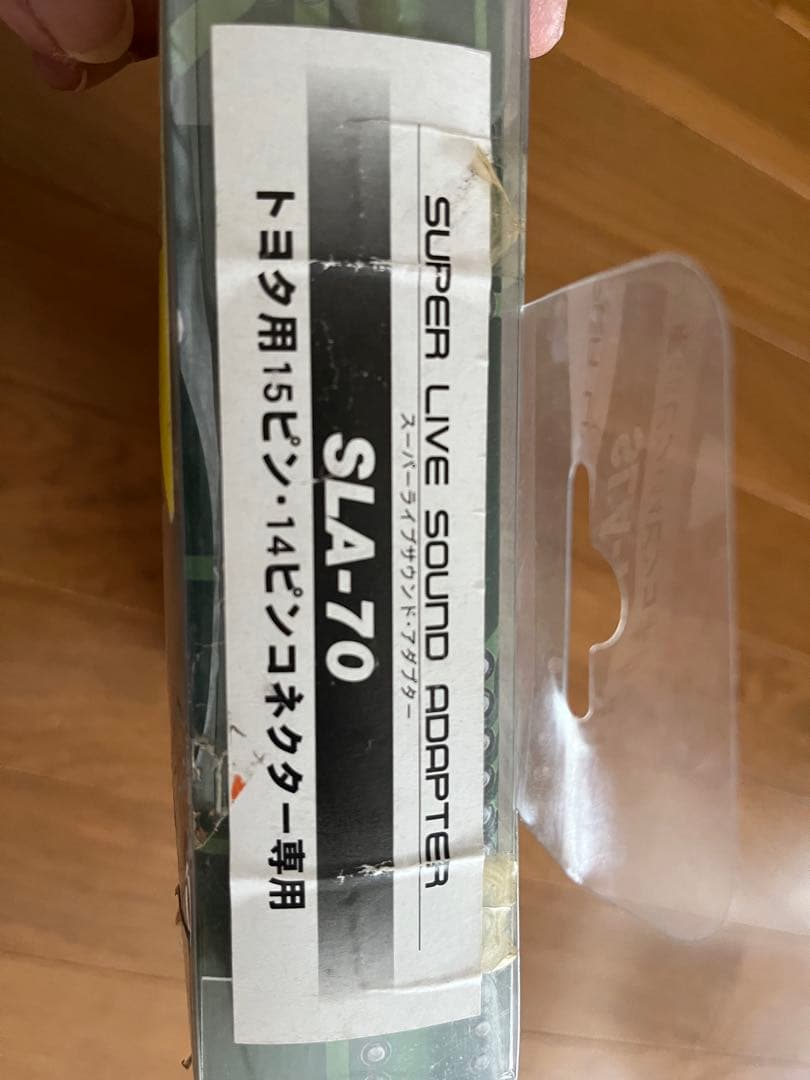 SUPER LIVE SOUND ADAPTER
スーパーライブサウンド・アダプター
SLA-70
トヨタ用15ピン・14ピンコネクター専用